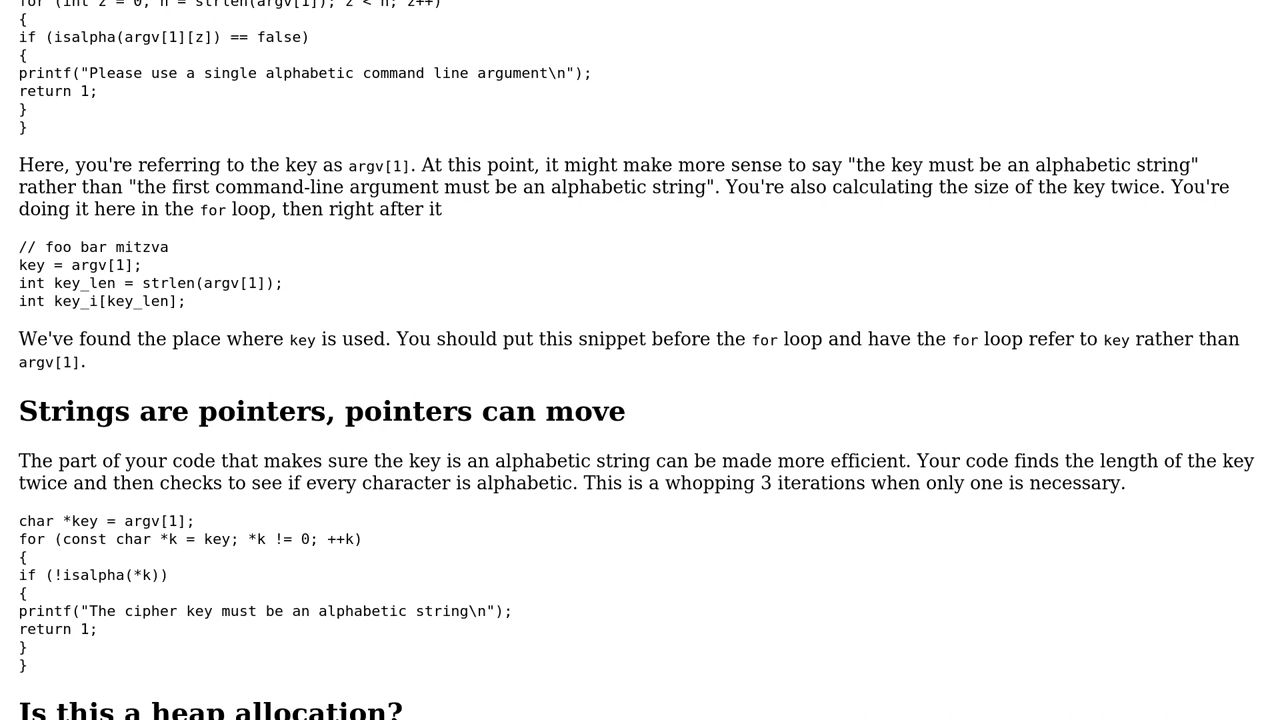 for (int z = 0, n = strlen(argv[1]); z < n; z++)
{
if (isalpha(argv[1][z]) == false)
{
printf("Please use a single alphabetic command line argument\n");
return 1;
}
}
Here, you're referring to the key as argv[1]. At this point, it might make more sense to say "the key must be an alphabetic string"
rather than "the first command-line argument must be an alphabetic string". You're also calculating the size of the key twice. You're
doing it here in the for loop, then right after it
// foo bar mitzva
key = argv[1];
int key_len = strlen(argv[1]);
int key_i[key_len];
We've found the place where key is used. You should put this snippet before the for loop and have the for loop refer to key rather than
argv[1].
Strings are pointers, pointers can move
The part of your code that makes sure the key is an alphabetic string can be made more efficient. Your code finds the length of the key
twice and then checks to see if every character is alphabetic. This is a whopping 3 iterations when only one is necessary.
char *key = argv[1];
for (const char *k = key; *k != 0; ++k)
{
if (!isalpha(*k))
{
printf("The cipher key must be an alphabetic string\n");
return 1;
}
}
Is this a heap allocation?